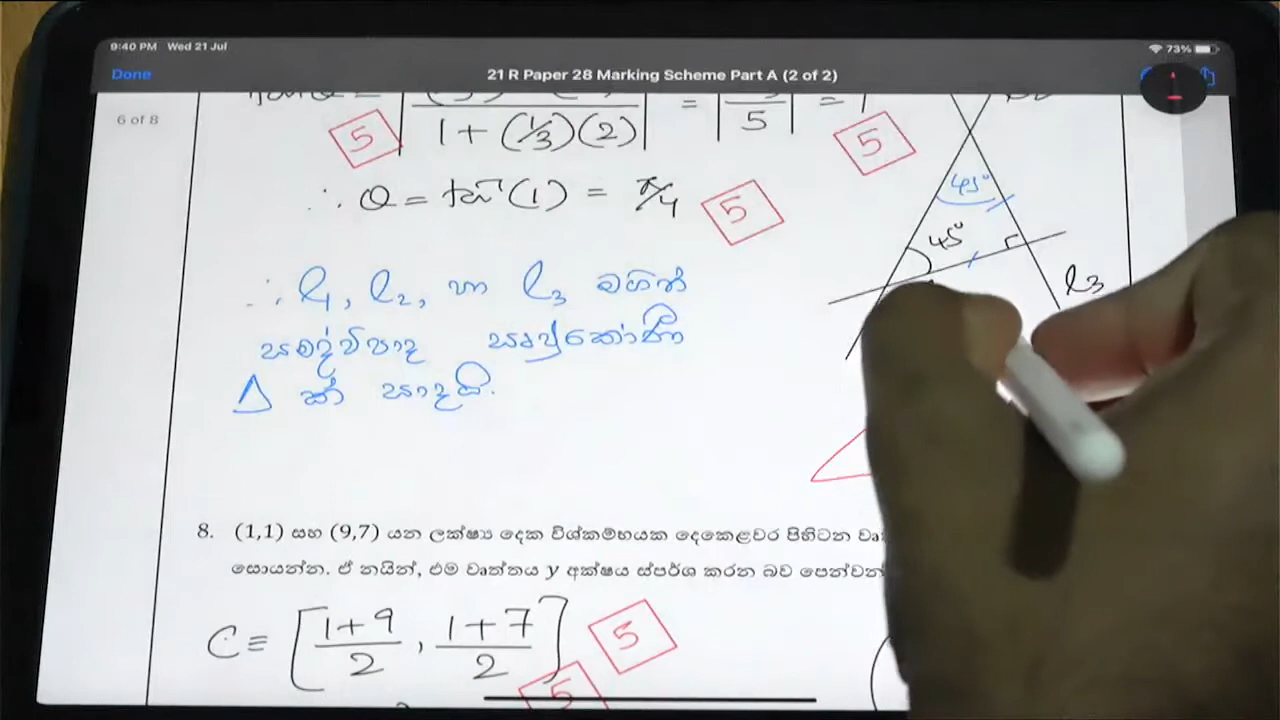 9:40 PM Wed 21 Jul
73%
Done
21 R Paper 28 Marking Scheme Part A (2 of 2)
6 of 8
1 + (1/3)(2)
= | 5 | = 1
5
5
∴ θ = tan⁻¹(1) = π/4
5
45°
45°
l3
∴ l1, l2, හා l3 මගින්
සමද්විපාද සෘජුකෝණී
Δ ක් සාදයි.
8. (1,1) සහ (9,7) යන ලක්ෂ්‍ය දෙක විශ්කම්භයක දෙකෙළවර පිහිටන
සොයන්න. ඒ නයින්, එම වෘත්තය y අක්ෂය ස්පර්ශ කරන බව පෙන්වන්
C ≡ [1+9/2, 1+7/2]
5
5